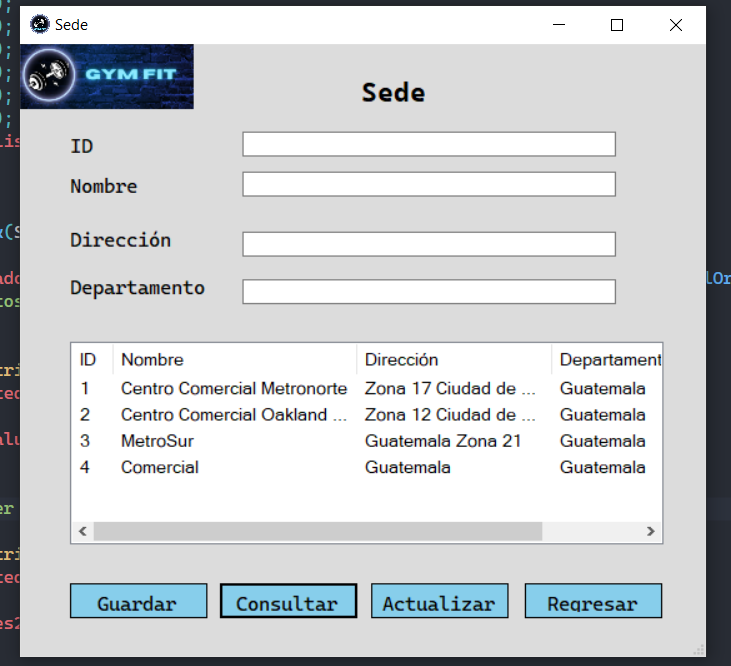 Sede
GYM FIT
Sede
ID
Nombre
Dirección
Departamento
ID Nombre Dirección Departament
1 Centro Comercial Metronorte Zona 17 Ciudad de ... Guatemala
2 Centro Comercial Oakland ... Zona 12 Ciudad de ... Guatemala
3 MetroSur Guatemala Zona 21 Guatemala
4 Comercial Guatemala Guatemala
Guardar Consultar Actualizar Regresar